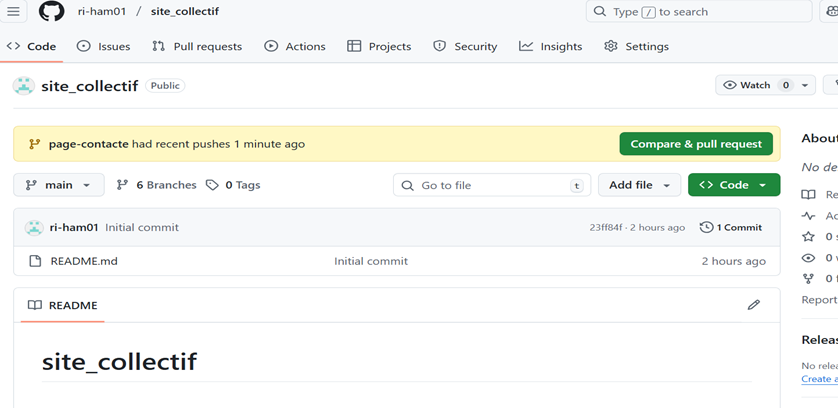 ri-ham01 / site_collectif
Type / to search
Code Issues Pull requests Actions Projects Security Insights Settings
site_collectif Public
Watch 0
page-contacte had recent pushes 1 minute ago Compare & pull request
About
main 6 Branches 0 Tags Go to file t Add file Code
No de
ri-ham01 Initial commit 23ff84f · 2 hours ago 1 Commit
Re
Ac
0 s
README.md Initial commit 2 hours ago
0 w
0 f
README
Report
Releas
site_collectif
No relea
Create a